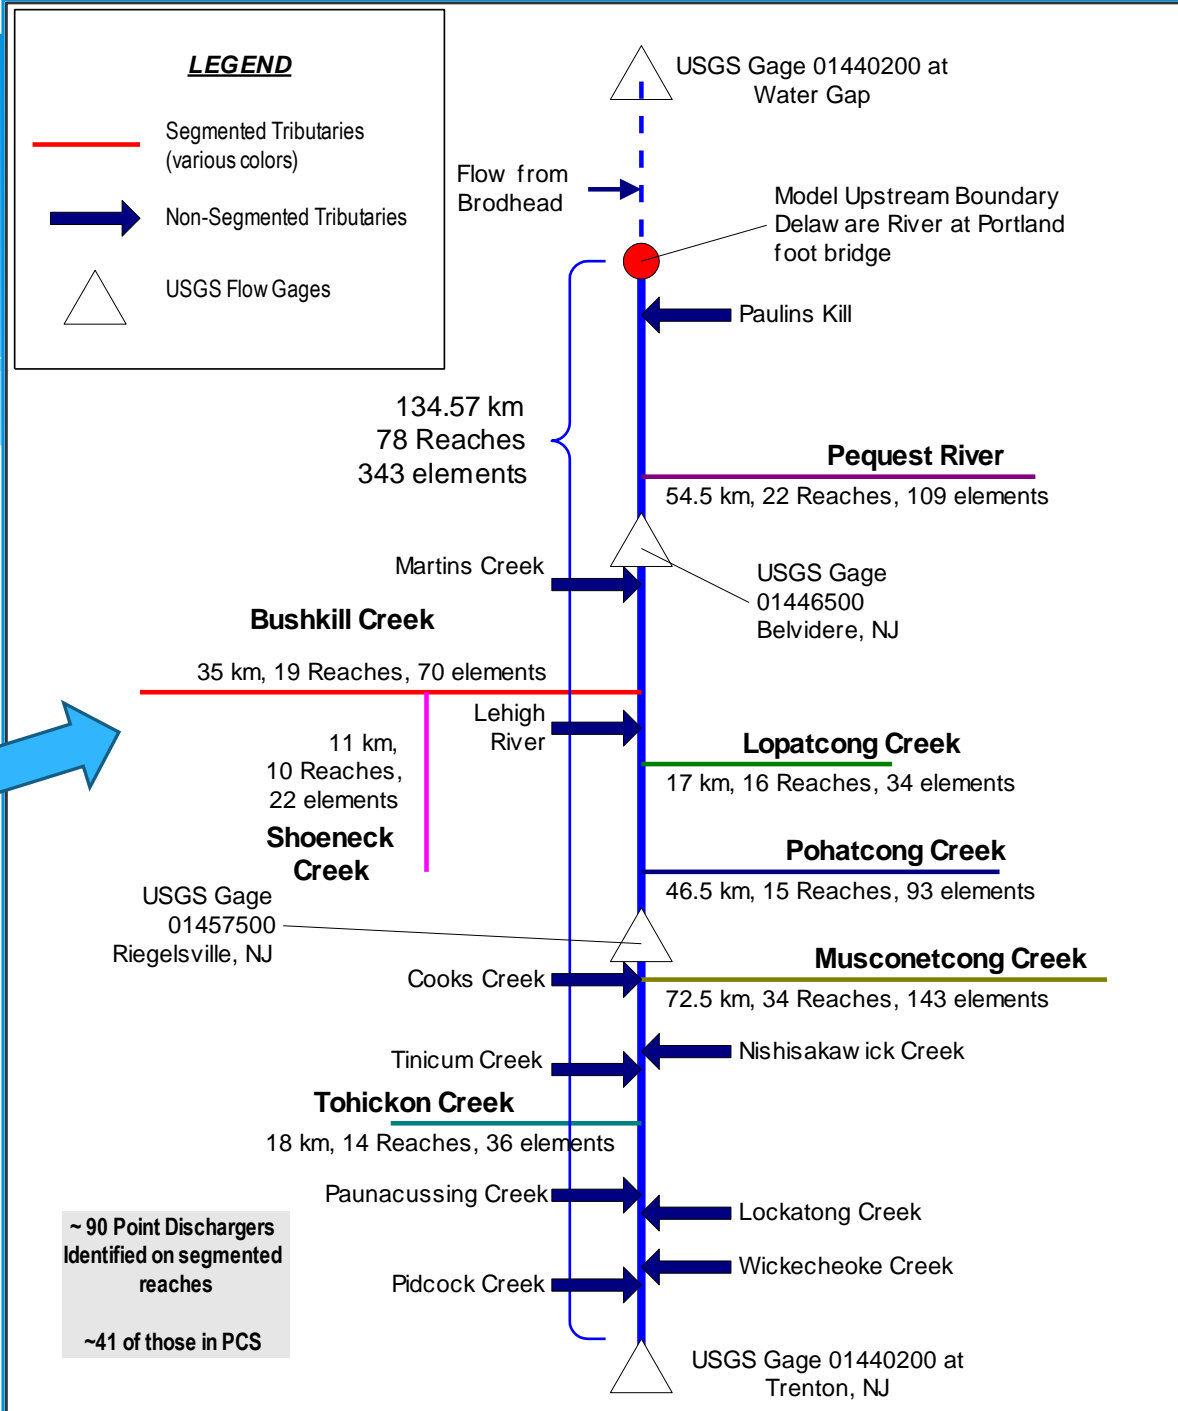 LEGEND
Segmented Tributaries
(various colors)
Non-Segmented Tributaries
USGS Flow Gages
USGS Gage 01440200 at
Water Gap
Flow from
Brodhead
Model Upstream Boundary
Delaware River at Portland
foot bridge
Paulins Kill
134.57 km
78 Reaches
343 elements
Pequest River
54.5 km, 22 Reaches, 109 elements
Martins Creek
USGS Gage
01446500
Belvidere, NJ
Bushkill Creek
35 km, 19 Reaches, 70 elements
Lehigh
River
11 km,
10 Reaches,
22 elements
Shoeneck
Creek
Lopatcong Creek
17 km, 16 Reaches, 34 elements
Pohatcong Creek
46.5 km, 15 Reaches, 93 elements
USGS Gage
01457500
Riegelsville, NJ
Musconetcong Creek
72.5 km, 34 Reaches, 143 elements
Cooks Creek
Nishisakawick Creek
Tinicum Creek
Tohickon Creek
18 km, 14 Reaches, 36 elements
Paunacussing Creek
Lockatong Creek
Wickecheoke Creek
Pidcock Creek
~ 90 Point Dischargers
Identified on segmented
reaches
~41 of those in PCS
USGS Gage 01440200 at
Trenton, NJ